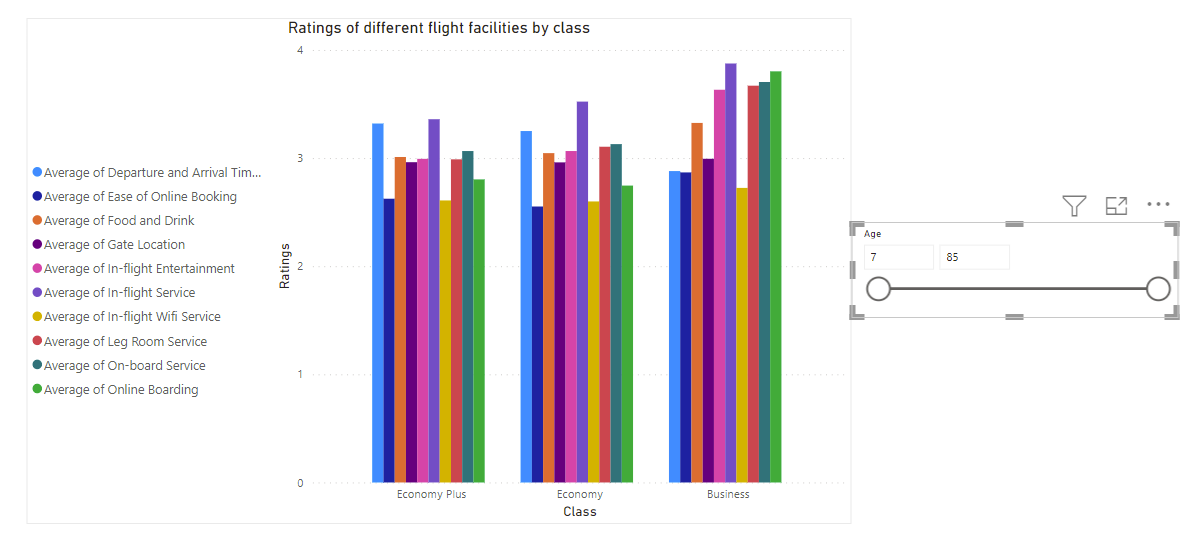 Ratings of different flight facilities by class
Average of Departure and Arrival Tim...
Average of Ease of Online Booking
Average of Food and Drink
Average of Gate Location
Average of In-flight Entertainment
Average of In-flight Service
Average of In-flight Wifi Service
Average of Leg Room Service
Average of On-board Service
Average of Online Boarding
Ratings
4
3
2
1
0
Economy Plus
Economy
Business
Class
Age
7
85